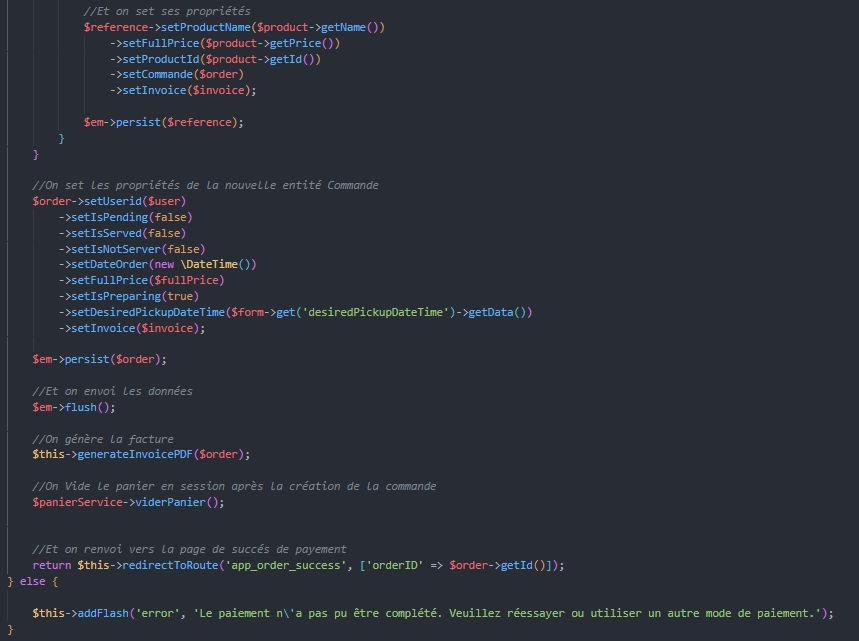 //Et on set ses propriétés
$reference->setProductName($product->getName())
->setFullPrice($product->getPrice())
->setProductId($product->getId())
->setCommande($order)
->setInvoice($invoice);
$em->persist($reference);
}
}
//On set les propriétés de la nouvelle entité Commande
$order->setUserid($user)
->setIsPending(false)
->setIsServed(false)
->setIsNotServer(false)
->setDateOrder(new \DateTime())
->setFullPrice($fullPrice)
->setIsPreparing(true)
->setDesiredPickupDateTime($form->get('desiredPickupDateTime')->getData())
->setInvoice($invoice);
$em->persist($order);
//Et on envoi les données
$em->flush();
//On génère la facture
$this->generateInvoicePDF($order);
//On Vide le panier en session après la création de la commande
$panierService->viderPanier();
//Et on renvoi vers la page de succés de payement
return $this->redirectToRoute('app_order_success', ['orderID' => $order->getId()]);
} else {
$this->addFlash('error', 'Le paiement n\'a pas pu être complété. Veuillez réessayer ou utiliser un autre mode de paiement.');
}